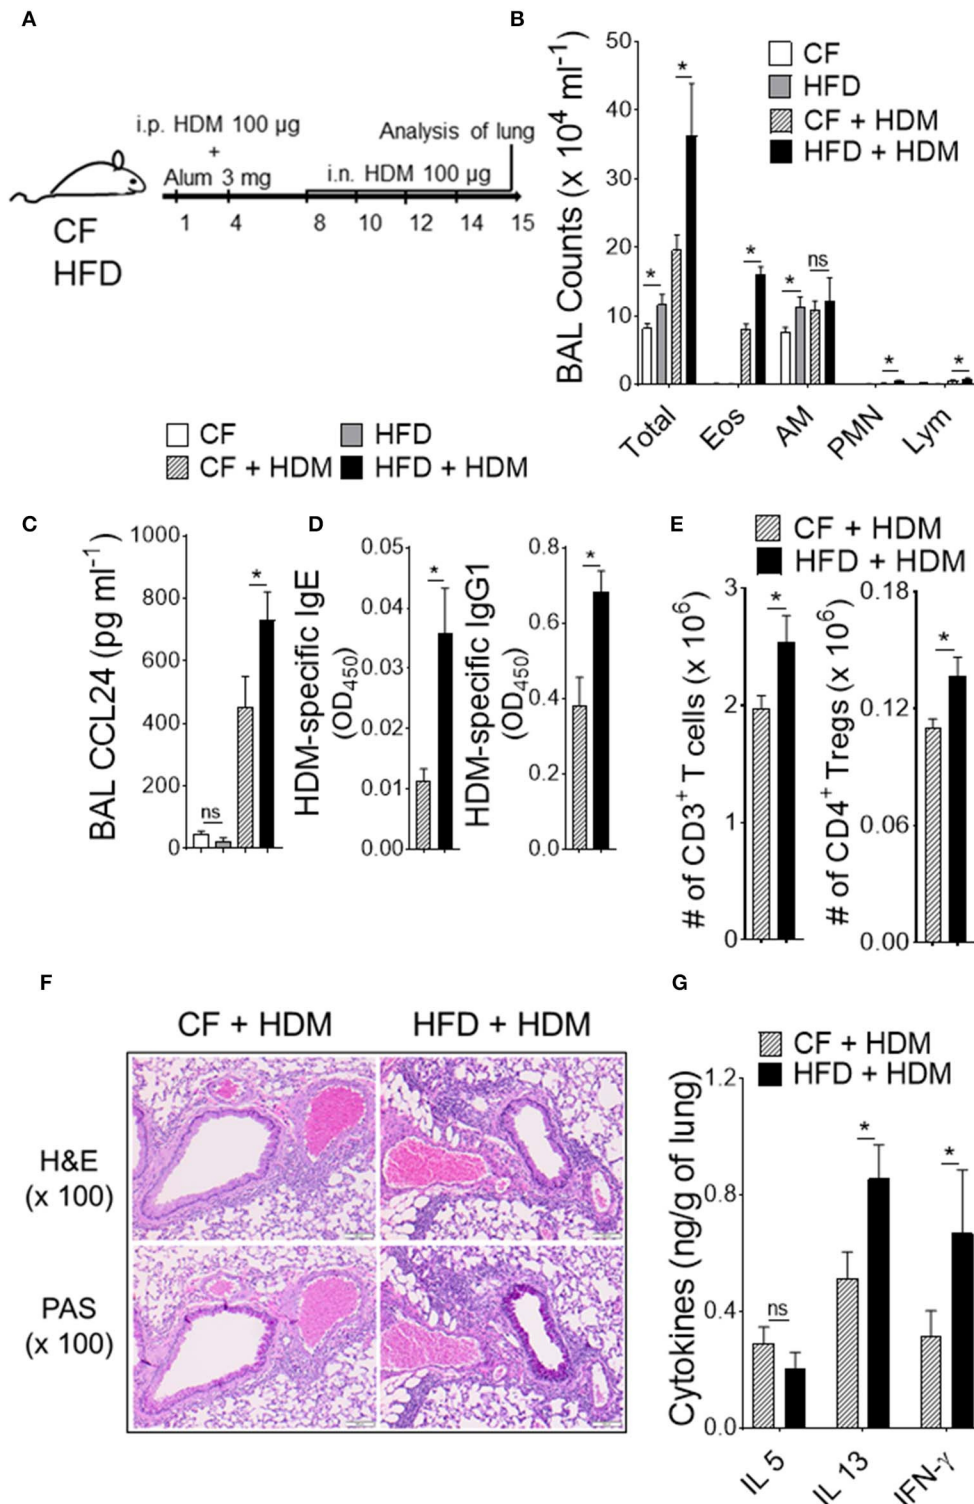 A
i.p. HDM 100 µg
+
Alum 3 mg
Analysis of lung
i.n. HDM 100 µg
1 4 8 10 12 14 15
CF
HFD
B
BAL Counts (x 10⁴ ml⁻¹)
50
40
30
20
10
0
CF
HFD
CF + HDM
HFD + HDM
* * * * ns * *
Total Eos AM PMN Lym
CF HFD
CF + HDM HFD + HDM
C
BAL CCL24 (pg ml⁻¹)
1000
800
600
400
200
0
ns *
D
HDM-specific IgE
(OD₄₅₀)
0.05
0.04
0.03
0.02
0.01
0.00
*
HDM-specific IgG1
(OD₄₅₀)
0.8
0.6
0.4
0.2
0.0
*
E
CF + HDM
HFD + HDM
# of CD3⁺ T cells (x 10⁶)
3
2
1
0
*
# of CD4⁺ Tregs (x 10⁶)
0.18
0.12
0.06
0.00
*
F
CF + HDM HFD + HDM
H&E
(x 100)
PAS
(x 100)
G
CF + HDM
HFD + HDM
Cytokines (ng/g of lung)
1.2
0.8
0.4
0.0
ns * *
IL 5 IL 13 IFN-γ